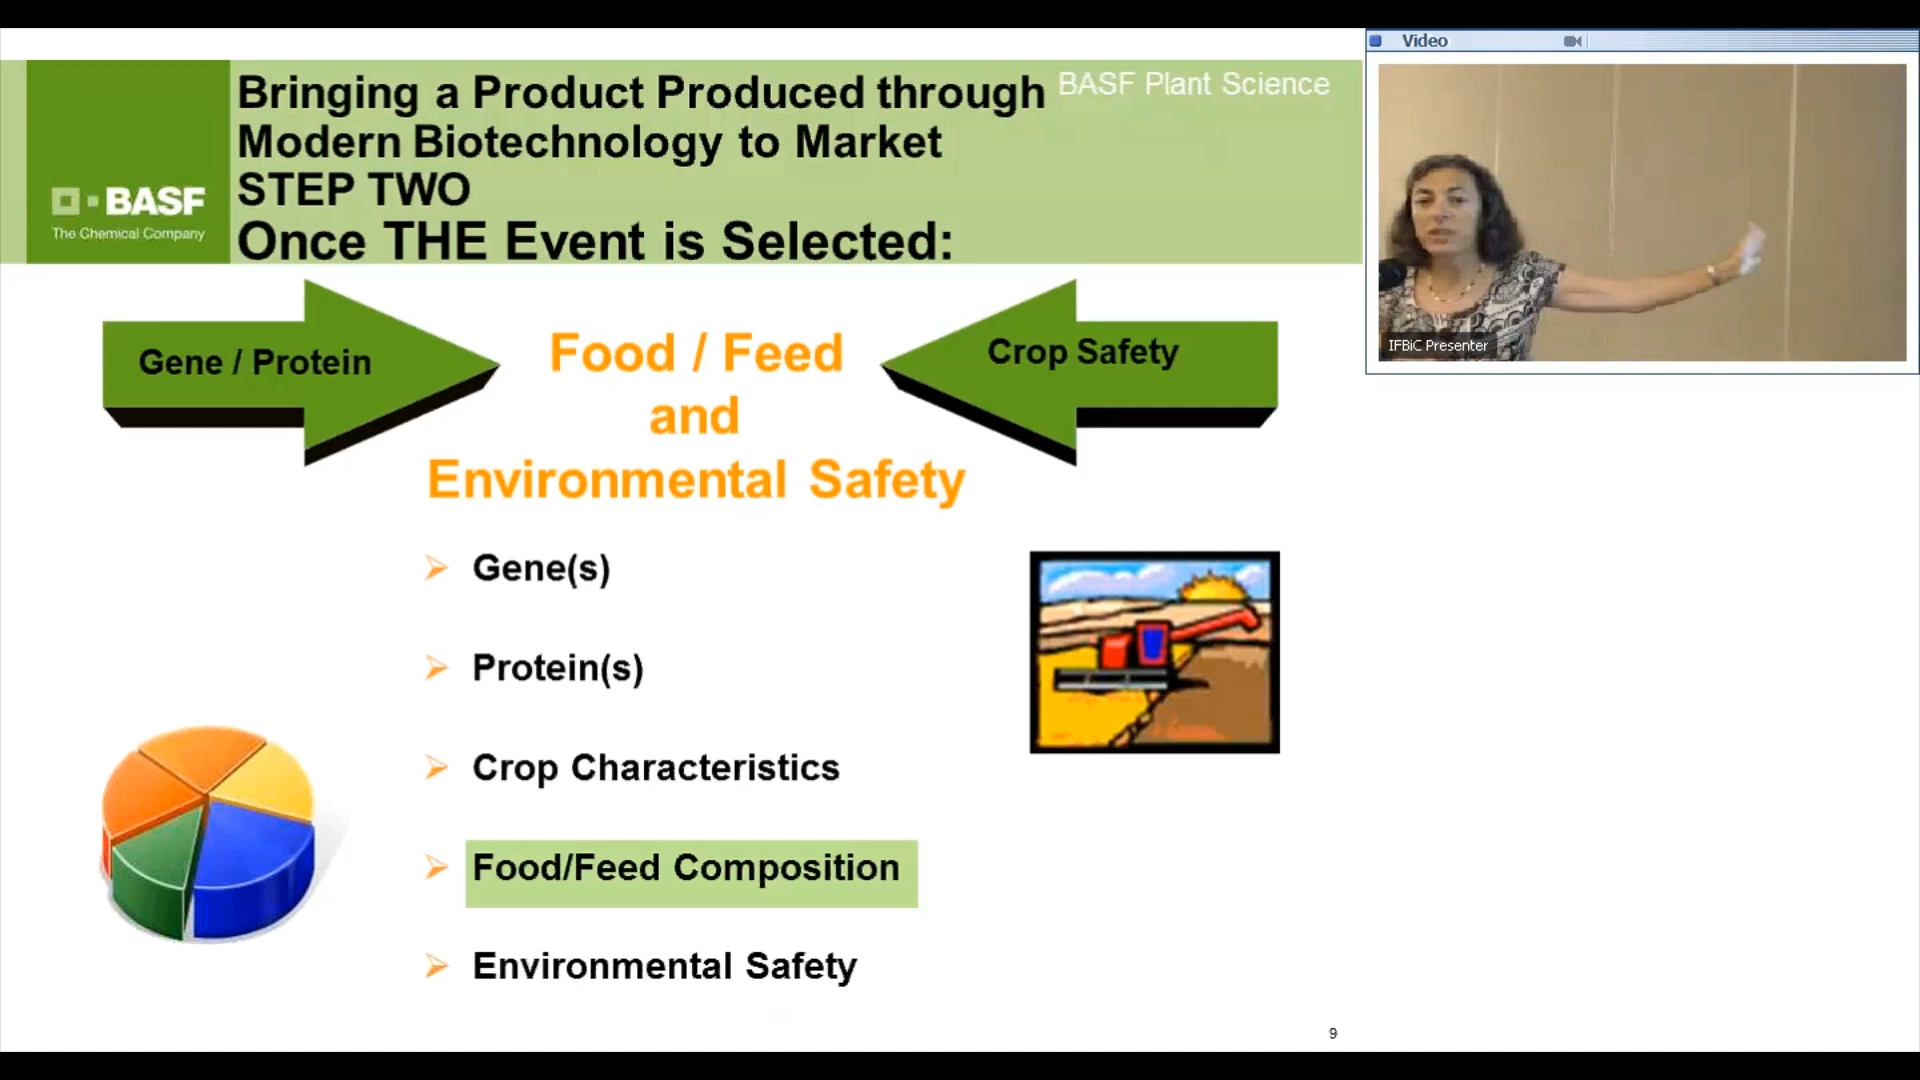 Bringing a Product Produced through
Modern Biotechnology to Market
STEP TWO
Once THE Event is Selected:
BASF Plant Science
BASF
The Chemical Company
Gene / Protein
Food / Feed
and
Environmental Safety
Crop Safety
Gene(s)
Protein(s)
Crop Characteristics
Food/Feed Composition
Environmental Safety
9
Video
IFBiC Presenter